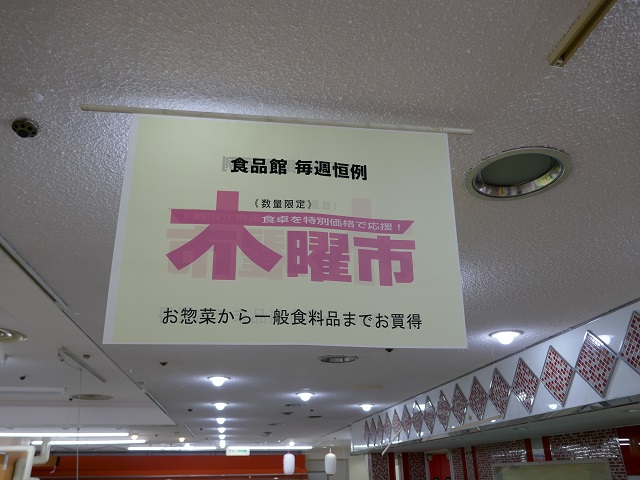 食品館 毎週恒例
《数量限定》
食卓を特別価格で応援！
木曜市
お惣菜から一般食料品までお買得